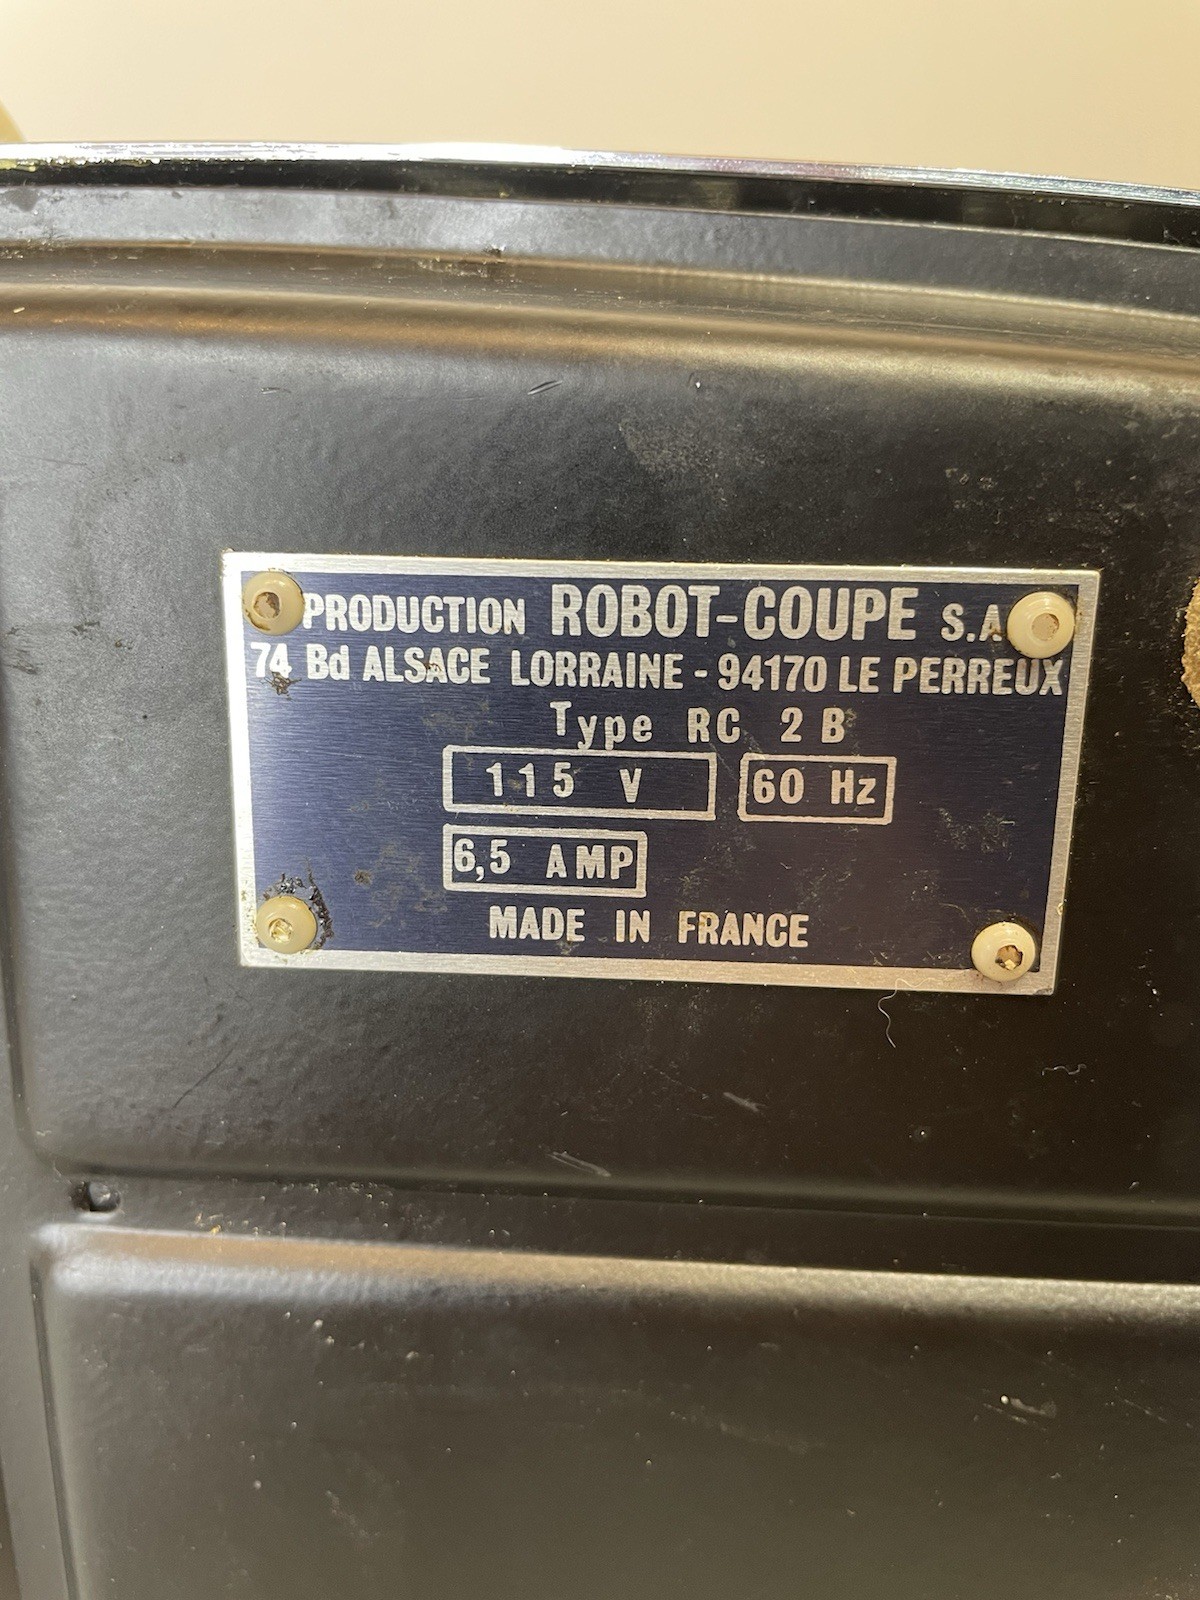 PRODUCTION ROBOT-COUPE S.A
74 Bd ALSACE LORRAINE - 94170 LE PERREUX
Type RC 2 B
115 V 60 Hz
6,5 AMP
MADE IN FRANCE